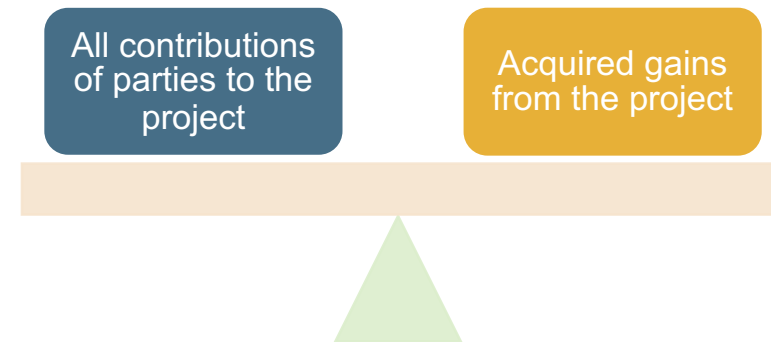 All contributions
of parties to the
project
Acquired gains
from the project